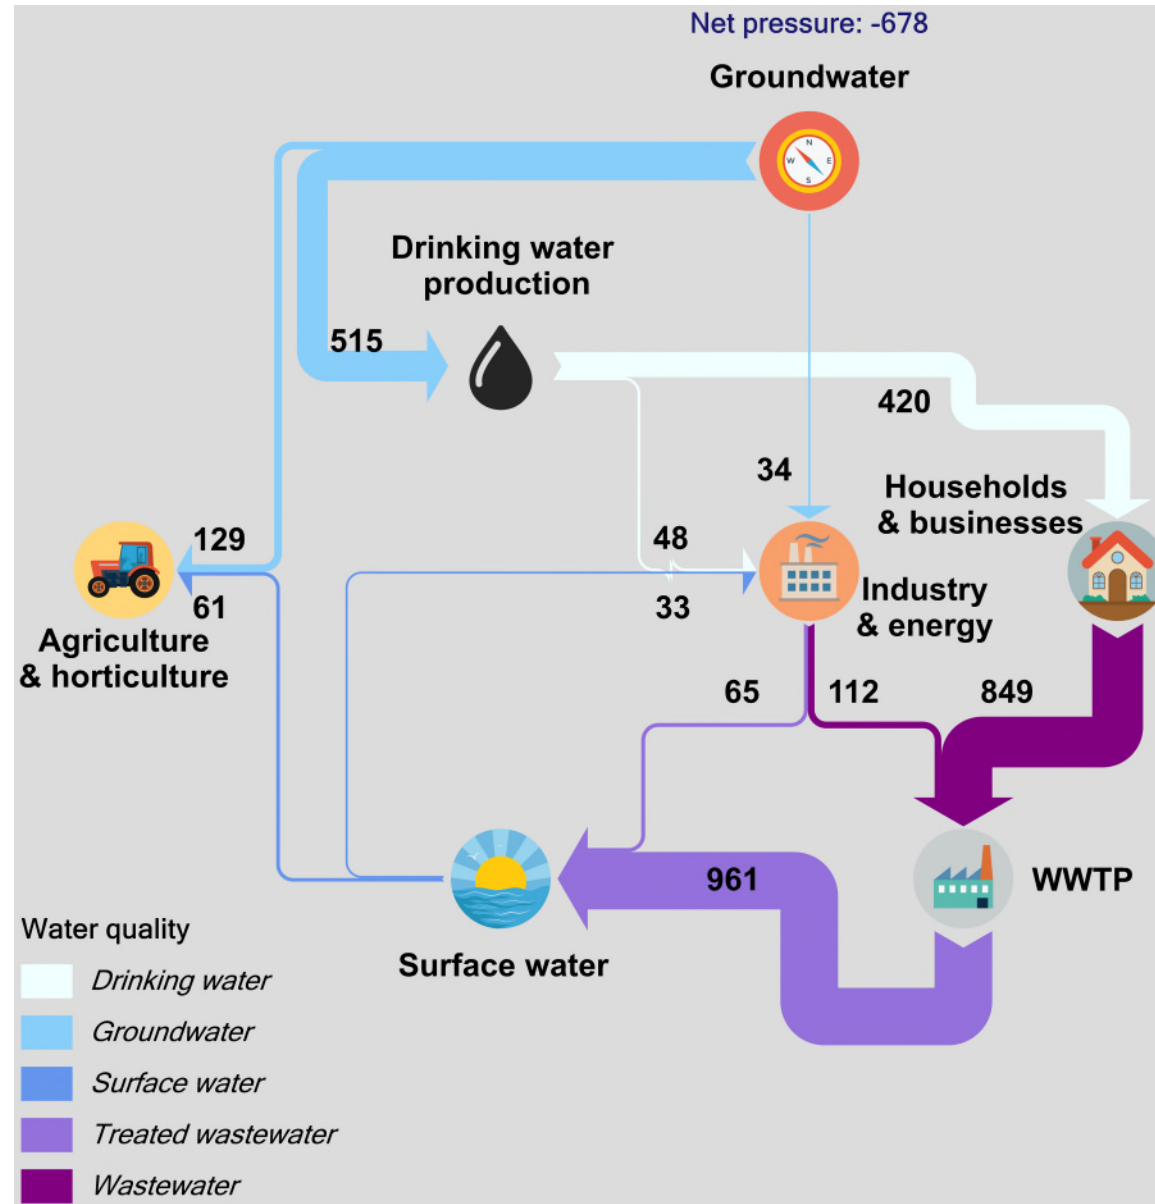 Net pressure: -678
Groundwater
N
W E
S
Drinking water
production
515
420
34
Households
& businesses
129
48
61
33
Industry
& energy
Agriculture
& horticulture
65
112
849
961
WWTP
Water quality
Surface water
Drinking water
Groundwater
Surface water
Treated wastewater
Wastewater